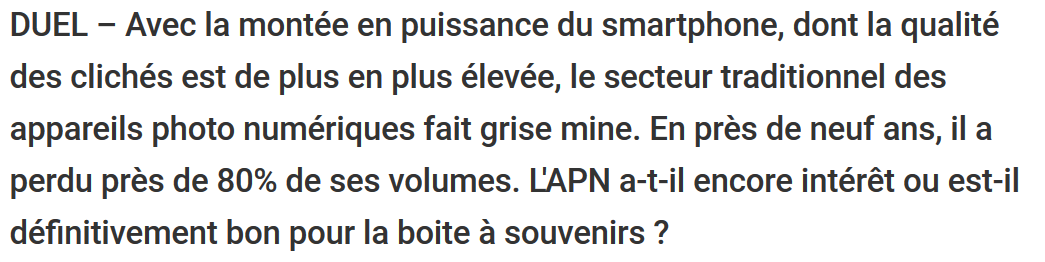 DUEL – Avec la montée en puissance du smartphone, dont la qualité
des clichés est de plus en plus élevée, le secteur traditionnel des
appareils photo numériques fait grise mine. En près de neuf ans, il a
perdu près de 80% de ses volumes. L'APN a-t-il encore intérêt ou est-il
définitivement bon pour la boite à souvenirs ?